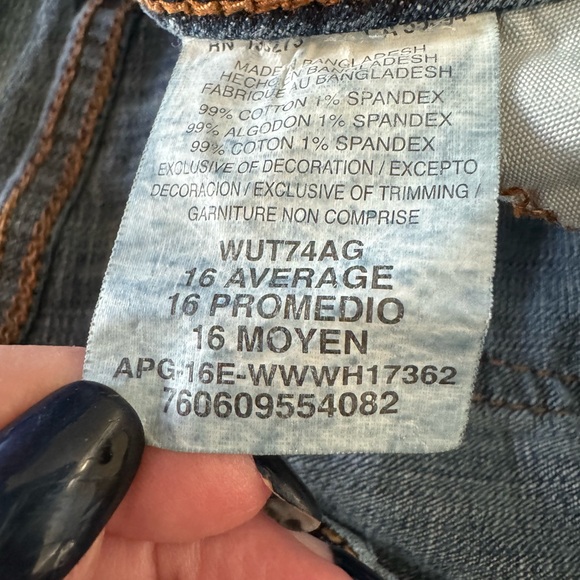 RN
MADE IN BANGLADESH
HECHO EN BANGLADESH
FABRIQUE AU BANGLADESH
99% COTTON 1% SPANDEX
99% ALGODON 1% SPANDEX
99% COTON 1% SPANDEX
EXCLUSIVE OF DECORATION / EXCEPTO
DECORACION / EXCLUSIVE OF TRIMMING /
GARNITURE NON COMPRISE
WUT74AG
16 AVERAGE
16 PROMEDIO
16 MOYEN
APG-16E-WWWH17362
760609554082